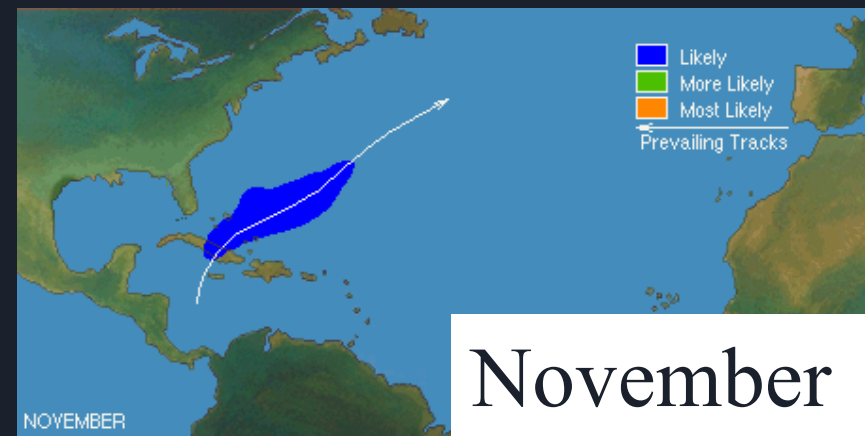 Likely
More Likely
Most Likely
Prevailing Tracks
November
NOVEMBER